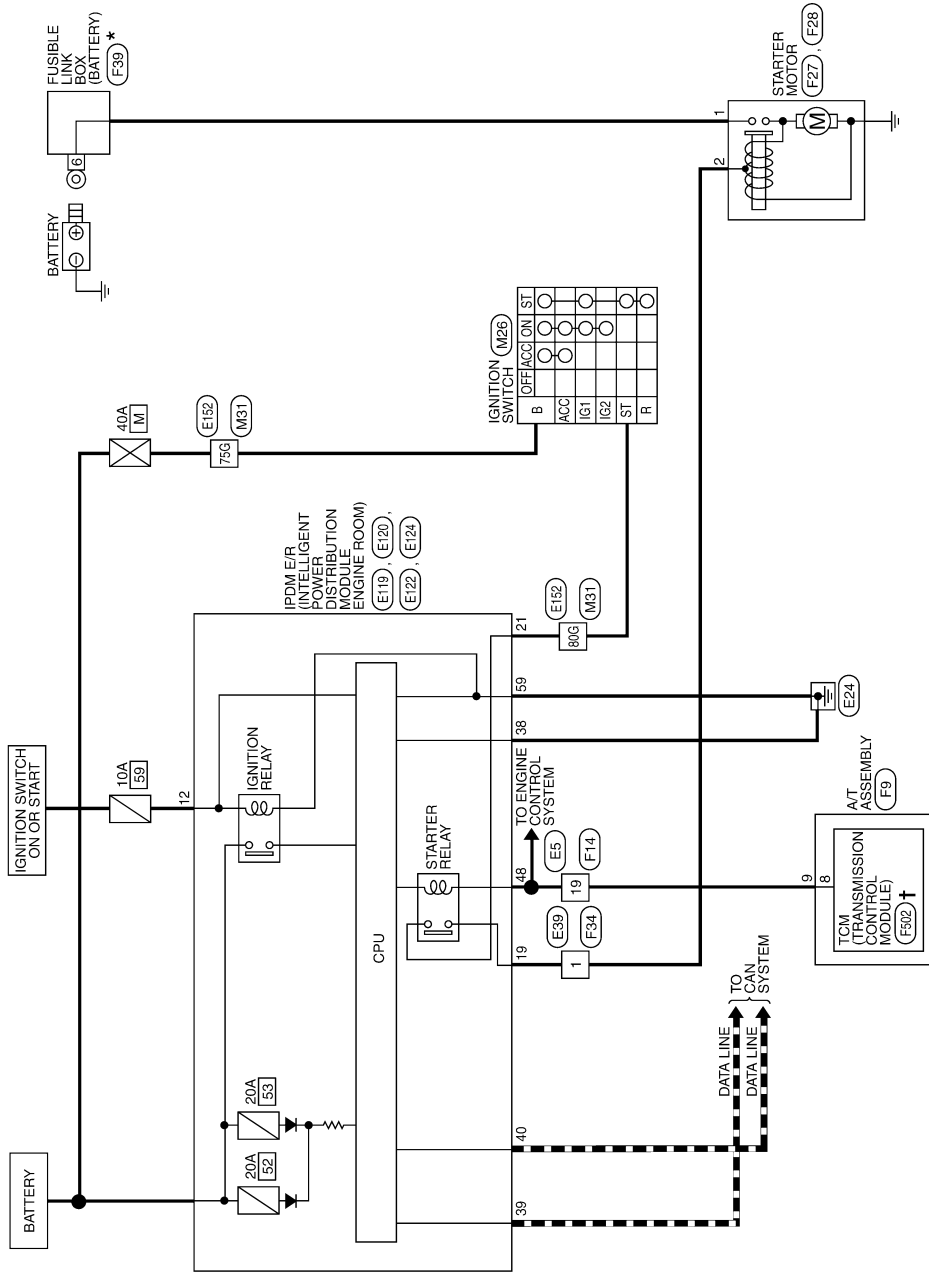 BATTERY
IGNITION SWITCH
ON OR START
10A
59
40A
M
E152
M31
75G
BATTERY
6
FUSIBLE
LINK
BOX
(BATTERY) *
F39
20A
52
20A
53
12
IGNITION
RELAY
IPDM E/R
(INTELLIGENT
POWER
DISTRIBUTION
MODULE
ENGINE ROOM)
E119 , E120 ,
E122 , E124
CPU
STARTER
RELAY
39
40
19
48
38
59
21
TO ENGINE
CONTROL
SYSTEM
E39
F34
1
E5
F14
19
80G
E152
M31
IGNITION
SWITCH
M26
OFF ACC ON ST
B
ACC
IG1
IG2
ST
R
DATA LINE
DATA LINE
TO
CAN
SYSTEM
9
8
TCM
(TRANSMISSION
CONTROL
MODULE)
F502 †
A/T
ASSEMBLY
F9
E24
2
1
M
STARTER
MOTOR
F27 , F28